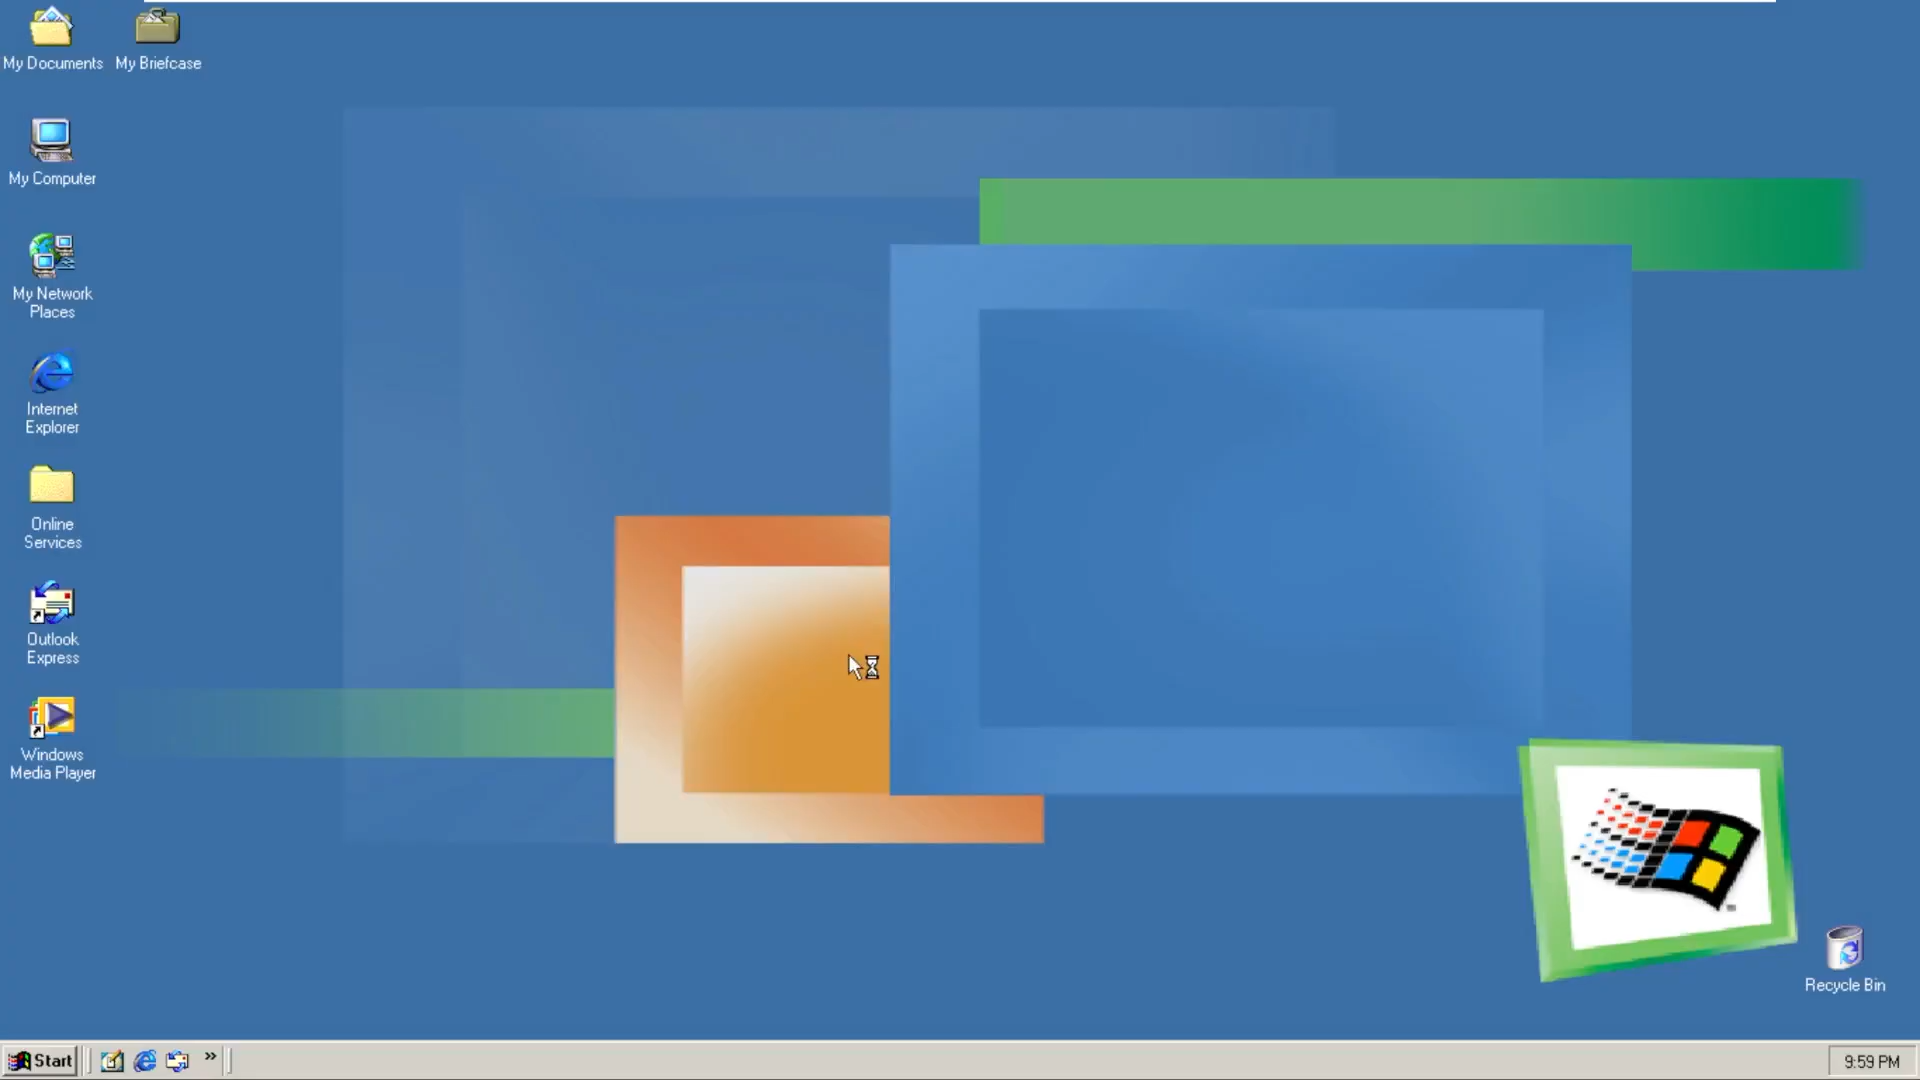 My Documents
My Briefcase
My Computer
My Network
Places
Internet
Explorer
Online
Services
Outlook
Express
Windows
Media Player
Recycle Bin
Start
»
9:59 PM